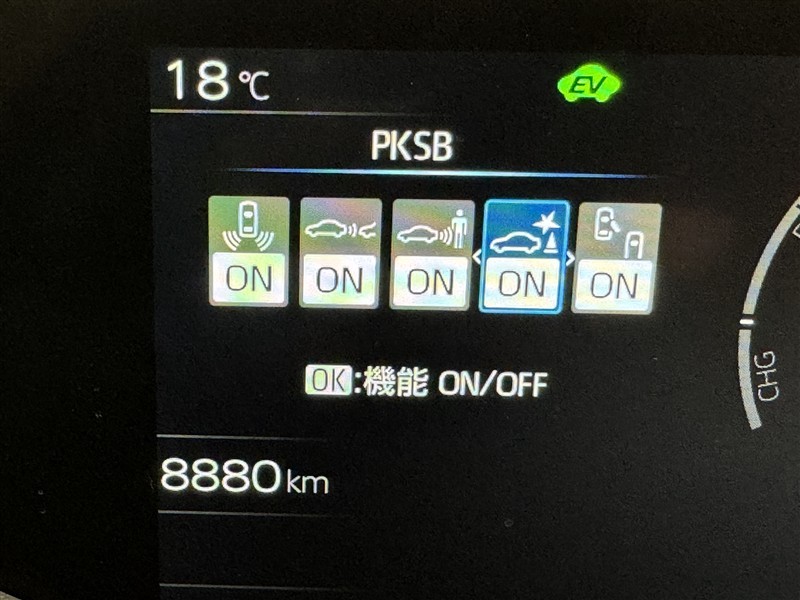 18℃
EV
PKSB
ON ON ON ON ON
OK:機能 ON/OFF
CHG
8880km